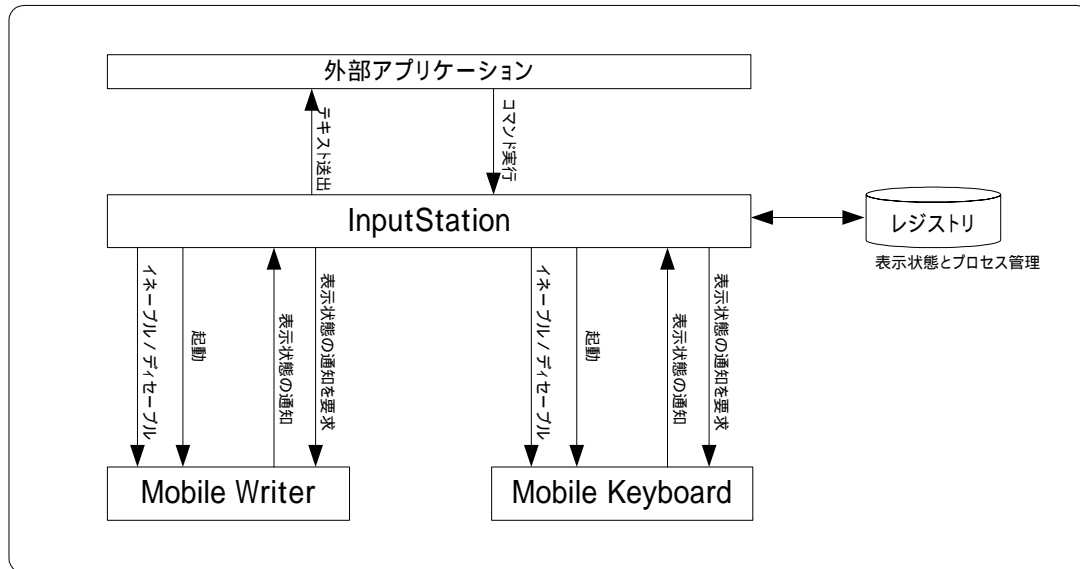 外部アプリケーション
テキスト送出
コマンド実行
InputStation
レジストリ
表示状態とプロセス管理
イネーブル / ディセーブル
起動
表示状態の通知
表示状態の通知を要求
イネーブル / ディセーブル
起動
表示状態の通知
表示状態の通知を要求
Mobile Writer
Mobile Keyboard